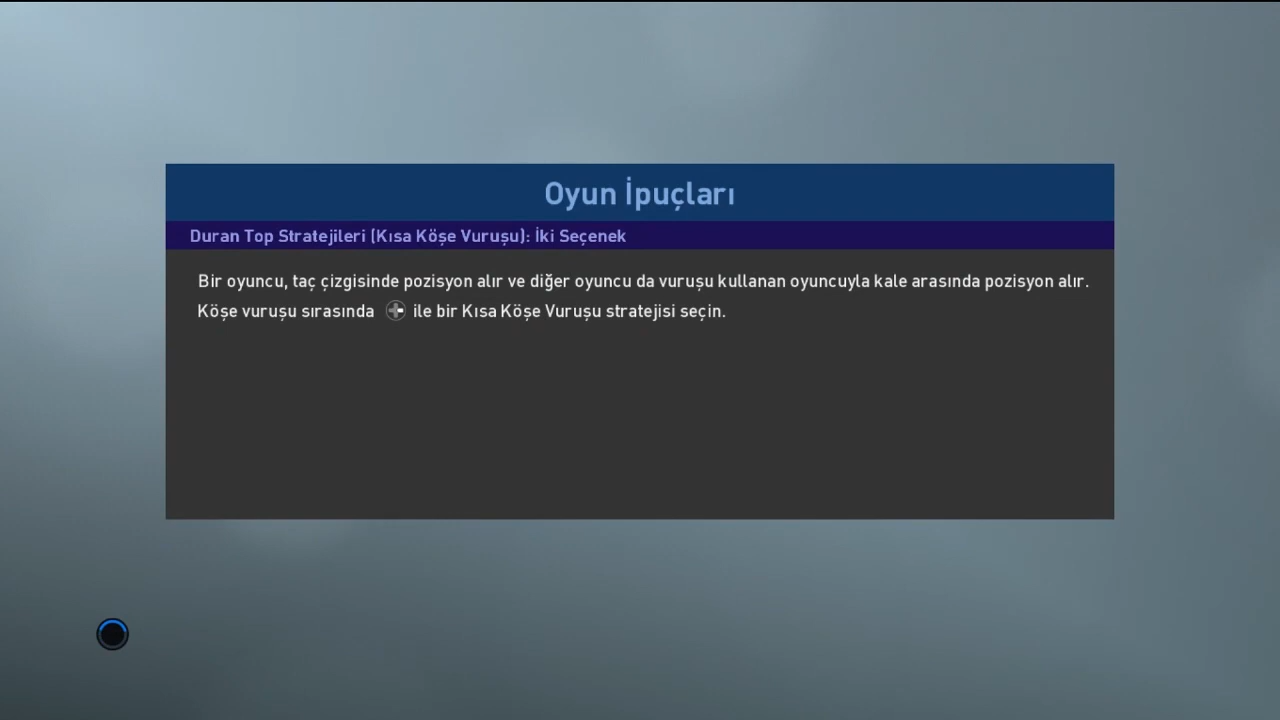 Oyun İpuçları
Duran Top Stratejileri (Kısa Köşe Vuruşu): İki Seçenek
Bir oyuncu, taç çizgisinde pozisyon alır ve diğer oyuncu da vuruşu kullanan oyuncuyla kale arasında pozisyon alır.
Köşe vuruşu sırasında ile bir Kısa Köşe Vuruşu stratejisi seçin.